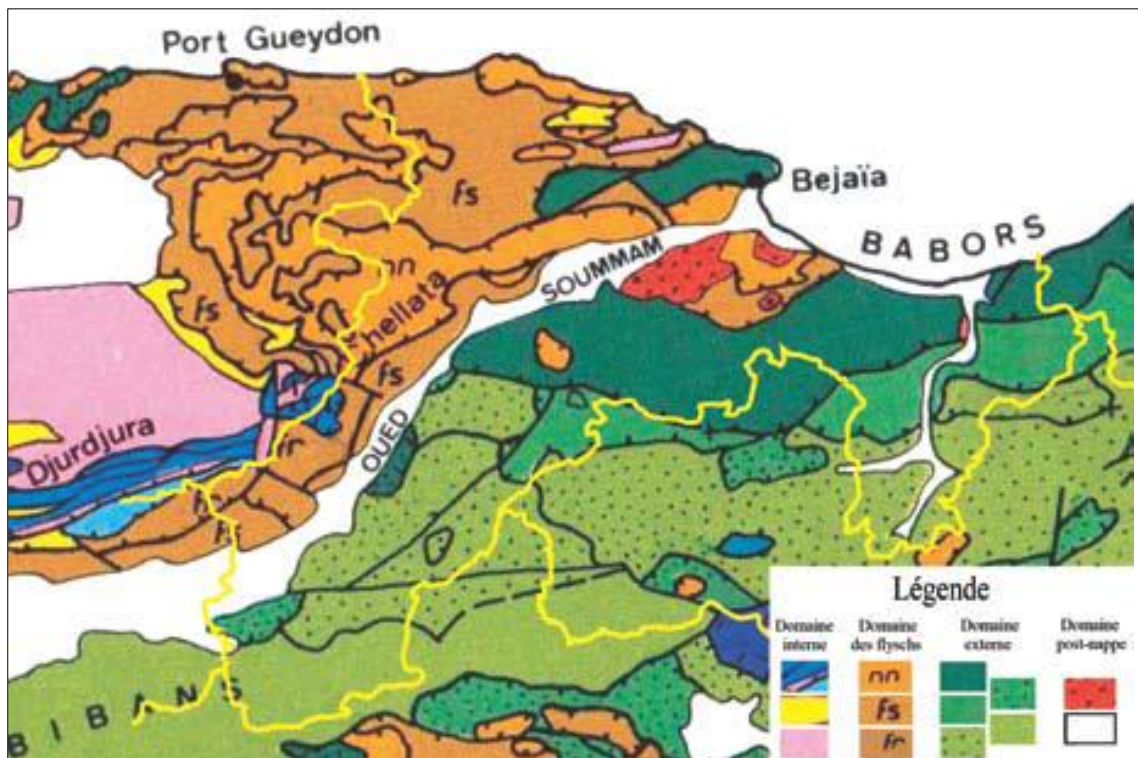 Port Gueydon
fs
Bejaïa
BABORS
nn
SOUMMAM
fs
hellata
fs
OUED
Djurdjura
fr
fs
BIBANS
Légende
Domaine interne
Domaine des flyschs
Domaine externe
Domaine post-nappe
nn
fs
fr